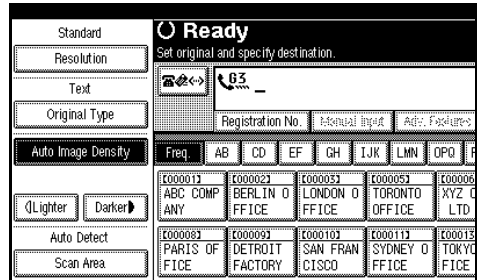 Standard
Resolution
Text
Original Type
Auto Image Density
Lighter Darker
Auto Detect
Scan Area
Ready
Set original and specify destination.
G3 _
Registration No. Manual Input Adv. Features
Freq. AB CD EF GH IJK LMN OPQ
[00001] [00002] [00003] [00005] [00006
ABC COMP BERLIN O LONDON O TORONTO XYZ
ANY FFICE FFICE OFFICE LTD
[00008] [00009] [00010] [00011] [00013
PARIS OF DETROIT SAN FRAN SYDNEY O TOKYO
FICE FACTORY CISCO FFICE FICE